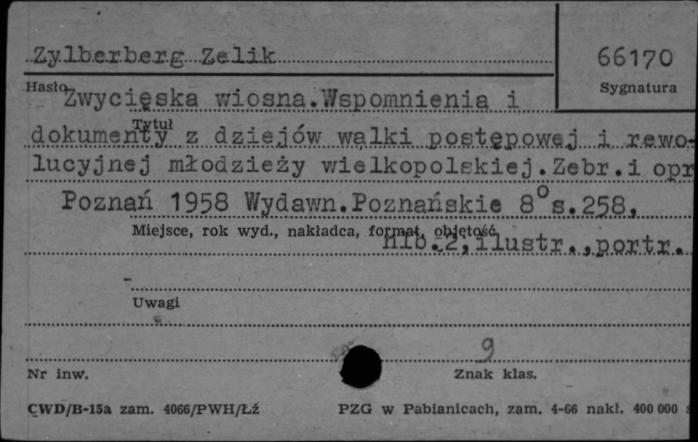 Zylberberg Zelik
66170
Hasło
Sygnatura
Zwycięska wiosna.Wspomnienia i
Tytuł
dokumenty z dziejów walki postępowej i rewo-
lucyjnej młodzieży wielkopolskiej.Zebr.i opr
Poznań 1958 Wydawn.Poznańskie 8° s.258,
Miejsce, rok wyd., nakładca, format, objętość
nlb.2,ilustr.,portr.
Uwagi
9
Nr inw.
Znak klas.
CWD/B-15a zam. 4066/PWH/Łź
PZG w Pabianicach, zam. 4-66 nakł. 400 000